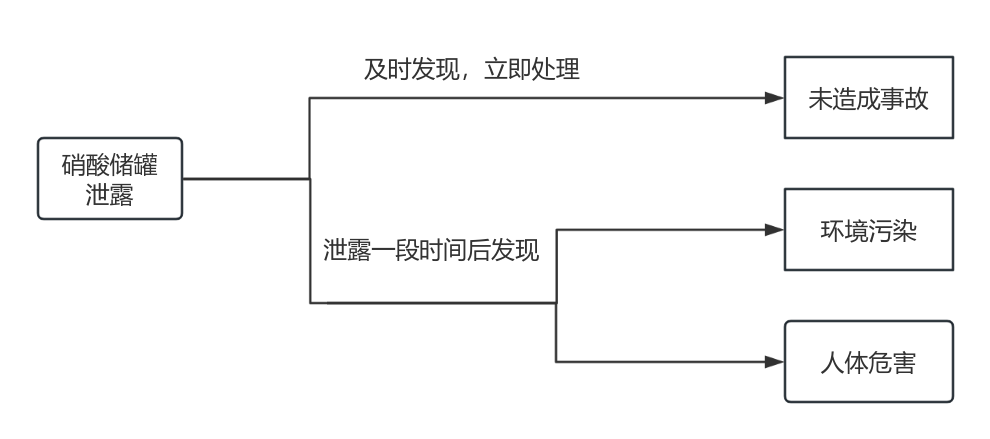 及时发现，立即处理
未造成事故
硝酸储罐
泄露
泄露一段时间后发现
环境污染
人体危害